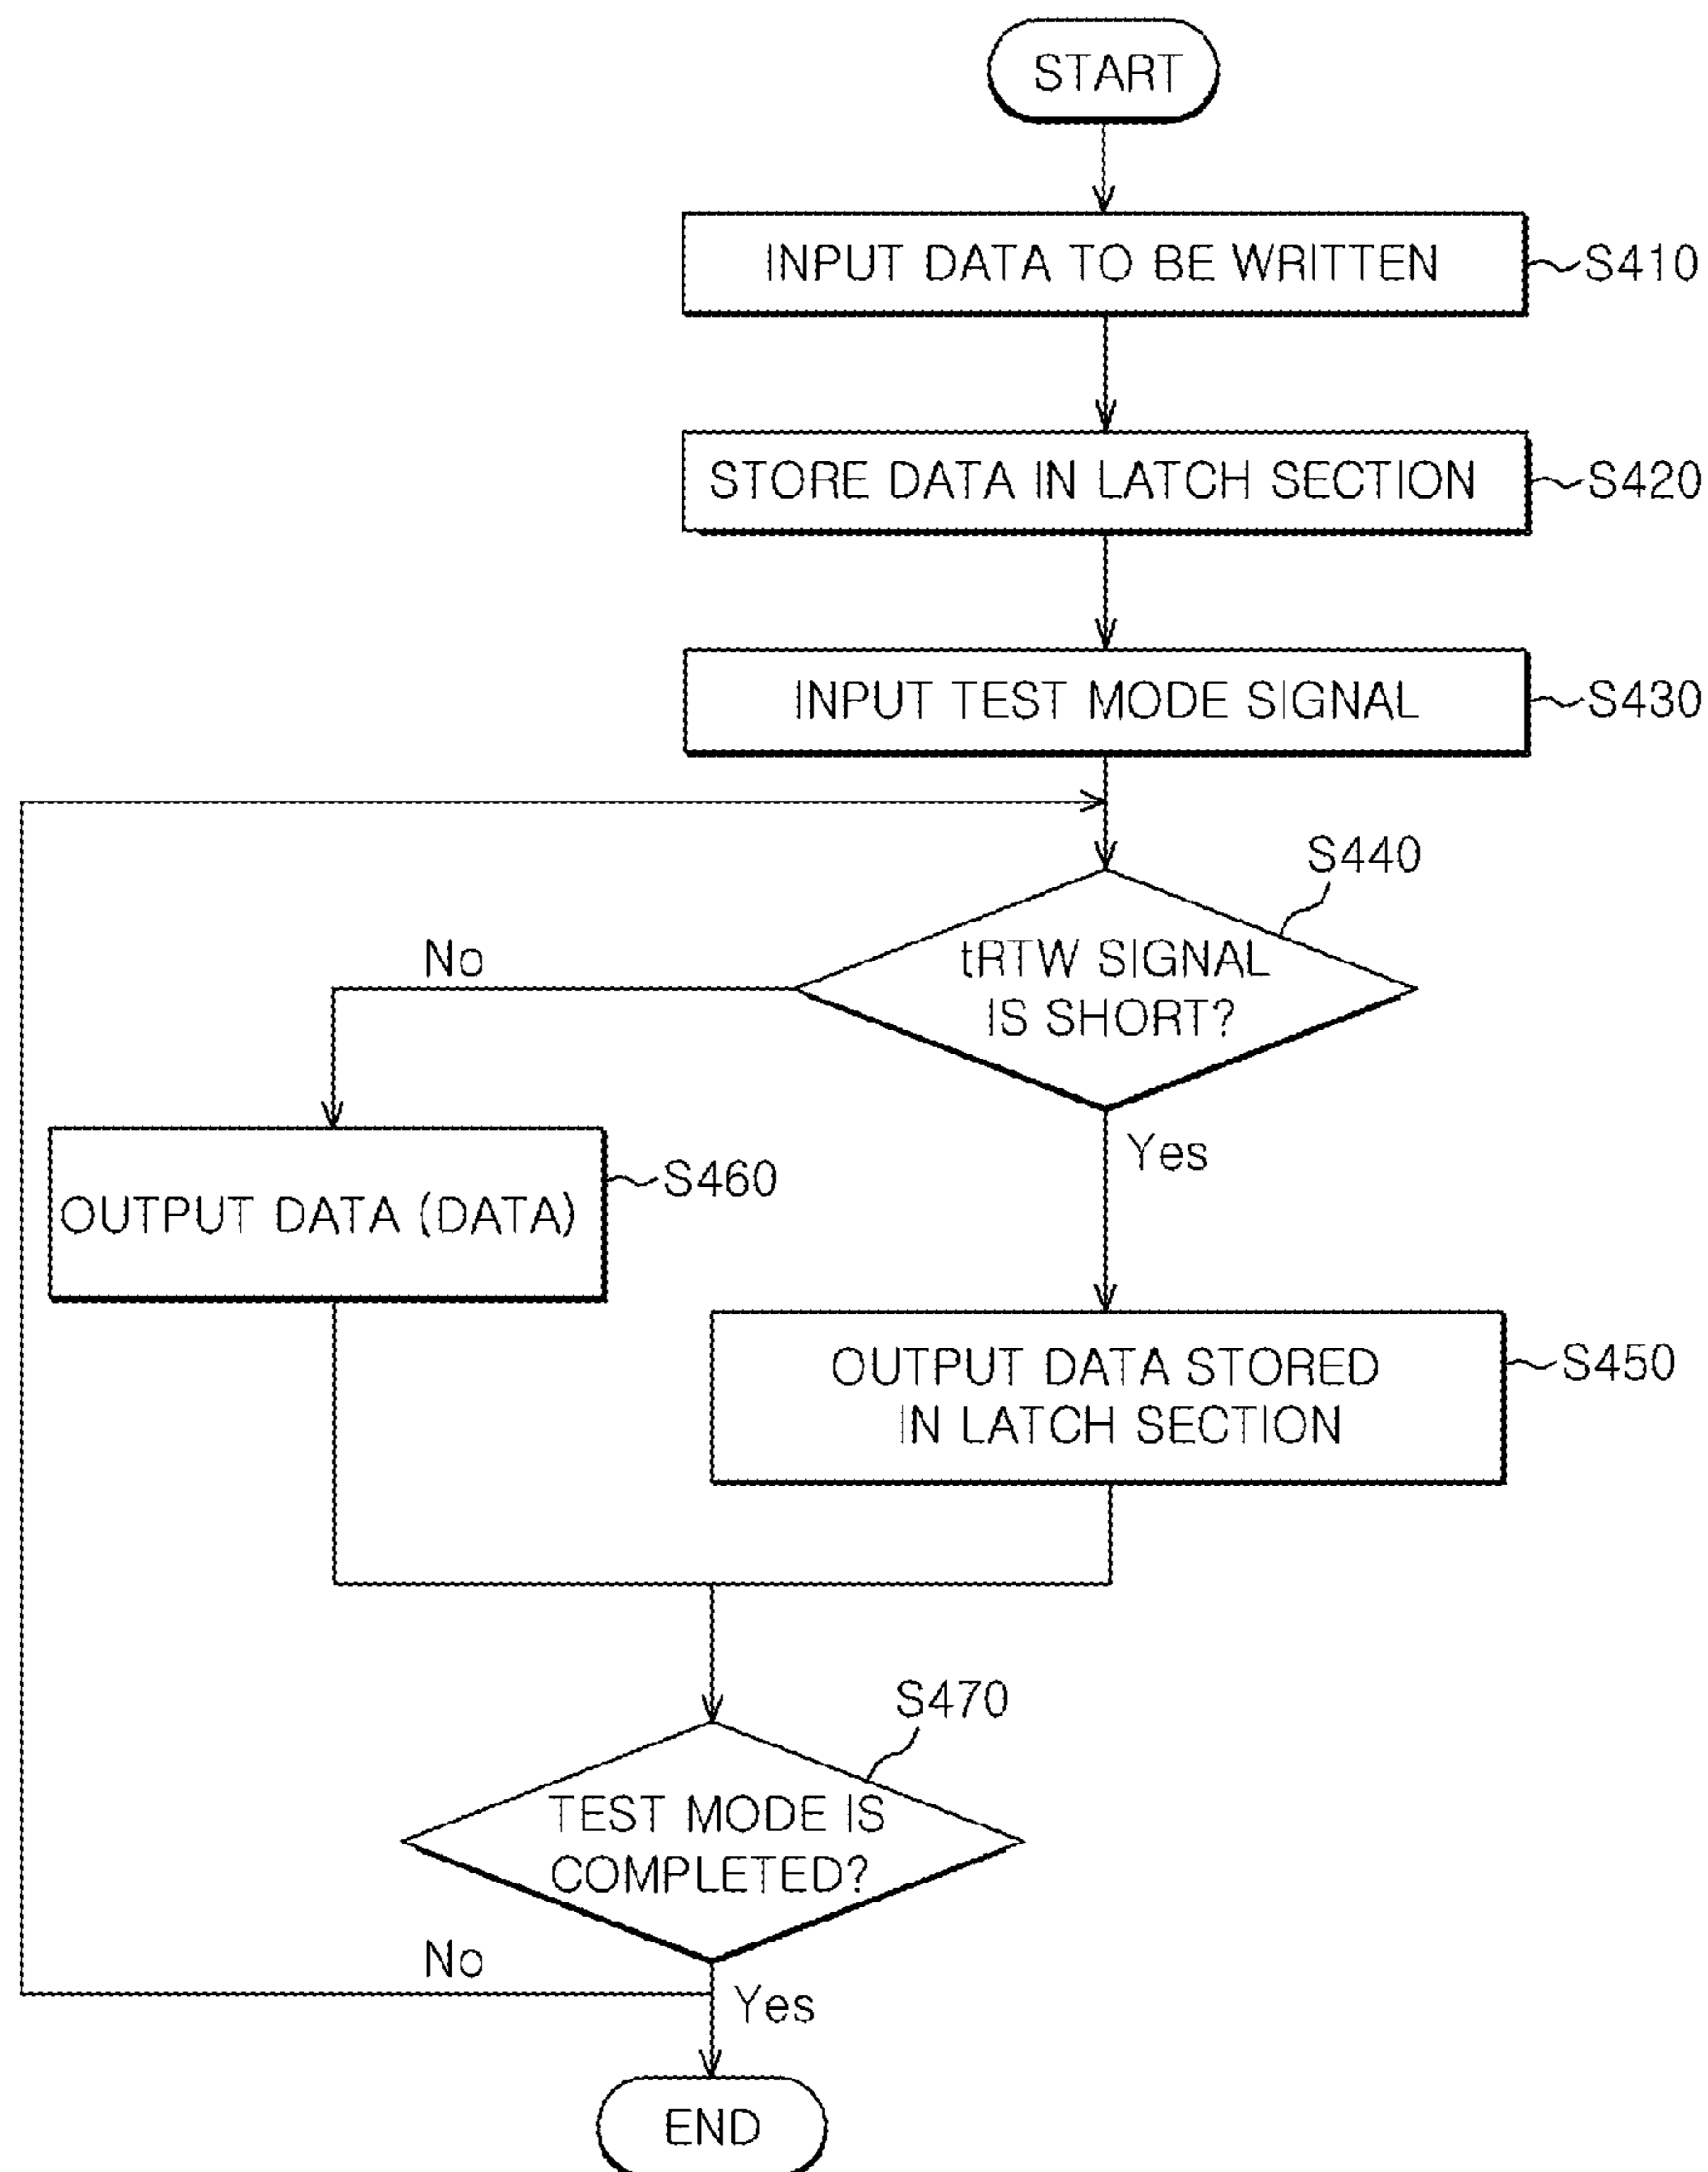 START
INPUT DATA TO BE WRITTEN
S410
STORE DATA IN LATCH SECTION
S420
INPUT TEST MODE SIGNAL
S430
S440
tRTW SIGNAL
IS SHORT?
No
Yes
OUTPUT DATA (DATA)
S460
OUTPUT DATA STORED
IN LATCH SECTION
S450
S470
TEST MODE IS
COMPLETED?
No
Yes
END